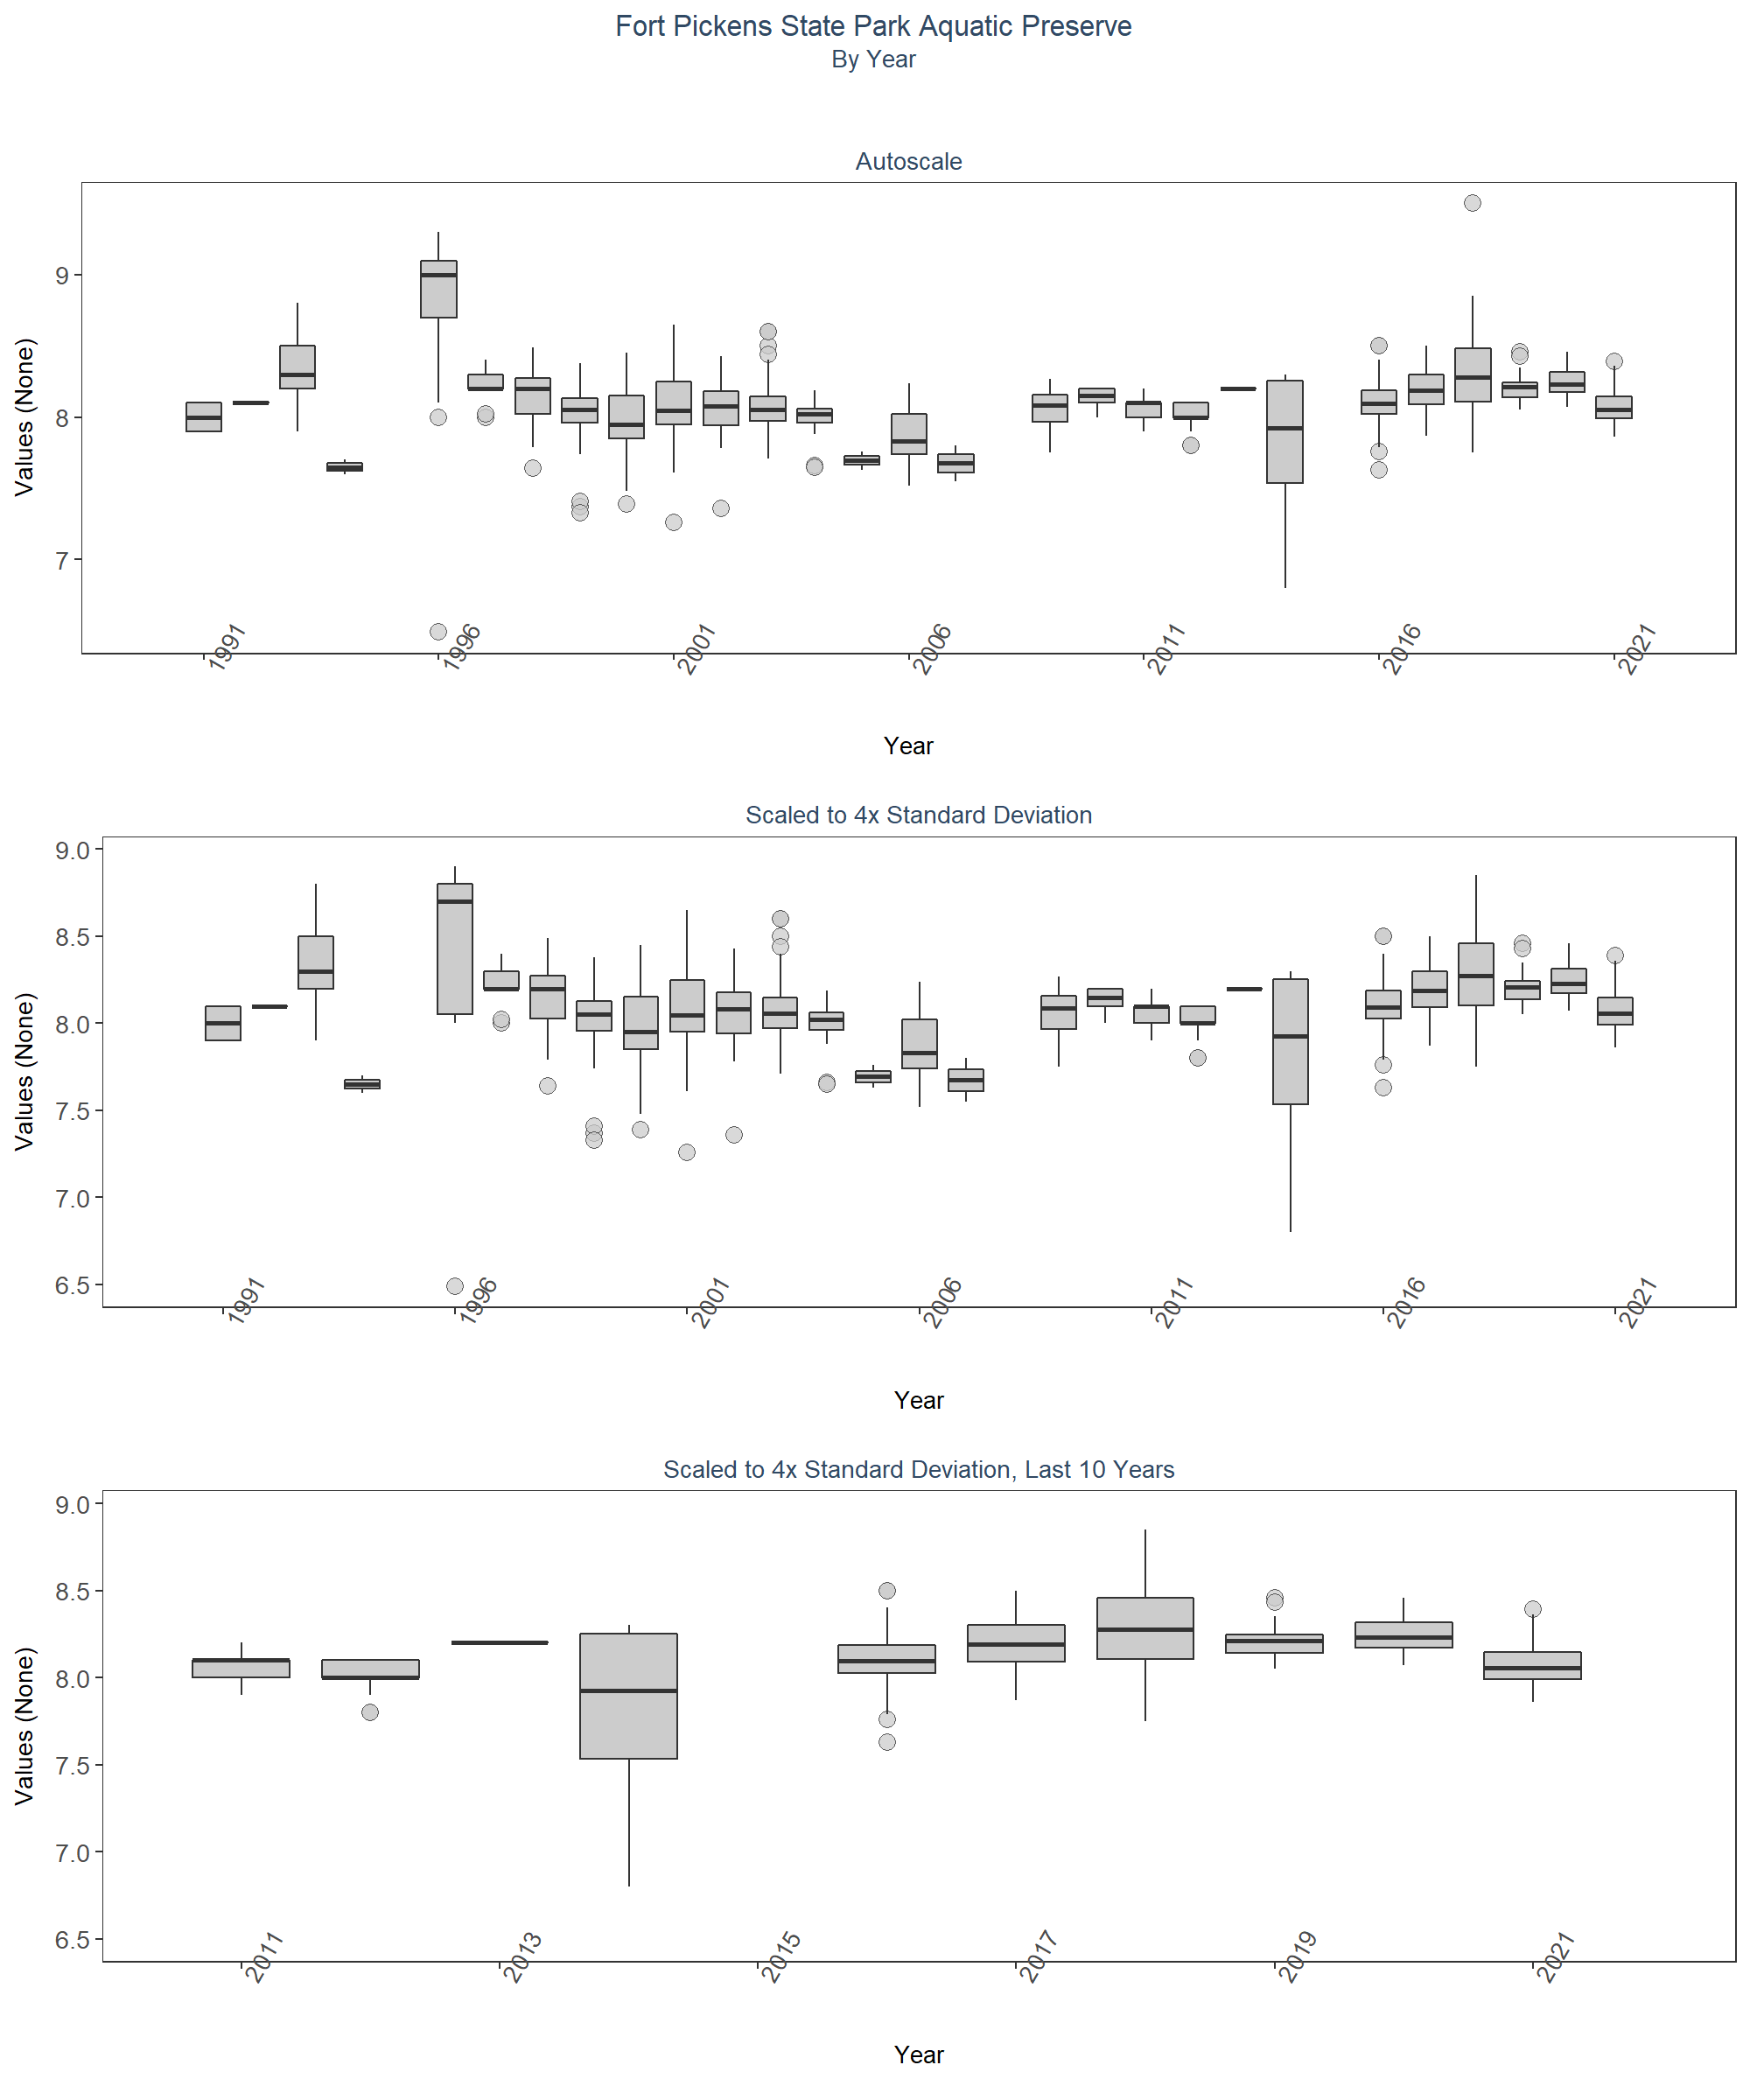 Fort Pickens State Park Aquatic Preserve
By Year
Autoscale
Values (None)
9
8
7
1991 1996 2001 2006 2011 2016 2021
Year
Scaled to 4x Standard Deviation
Values (None)
9.0
8.5
8.0
7.5
7.0
6.5
1991 1996 2001 2006 2011 2016 2021
Year
Scaled to 4x Standard Deviation, Last 10 Years
Values (None)
9.0
8.5
8.0
7.5
7.0
6.5
2011 2013 2015 2017 2019 2021
Year